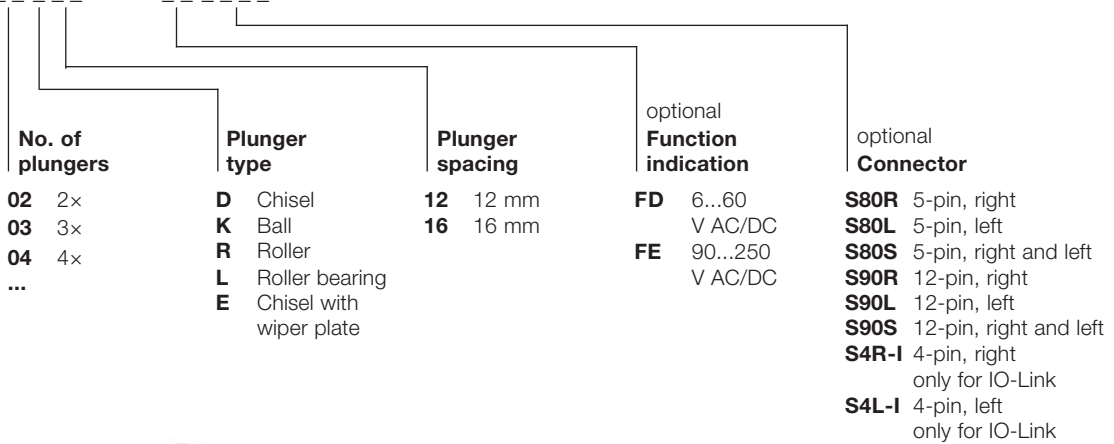 No. of
plungers
02 2×
03 3×
04 4×
...
Plunger
type
D Chisel
K Ball
R Roller
L Roller bearing
E Chisel with
wiper plate
Plunger
spacing
12 12 mm
16 16 mm
optional
Function
indication
FD 6...60
V AC/DC
FE 90...250
V AC/DC
optional
Connector
S80R 5-pin, right
S80L 5-pin, left
S80S 5-pin, right and left
S90R 12-pin, right
S90L 12-pin, left
S90S 12-pin, right and left
S4R-I 4-pin, right
only for IO-Link
S4L-I 4-pin, left
only for IO-Link